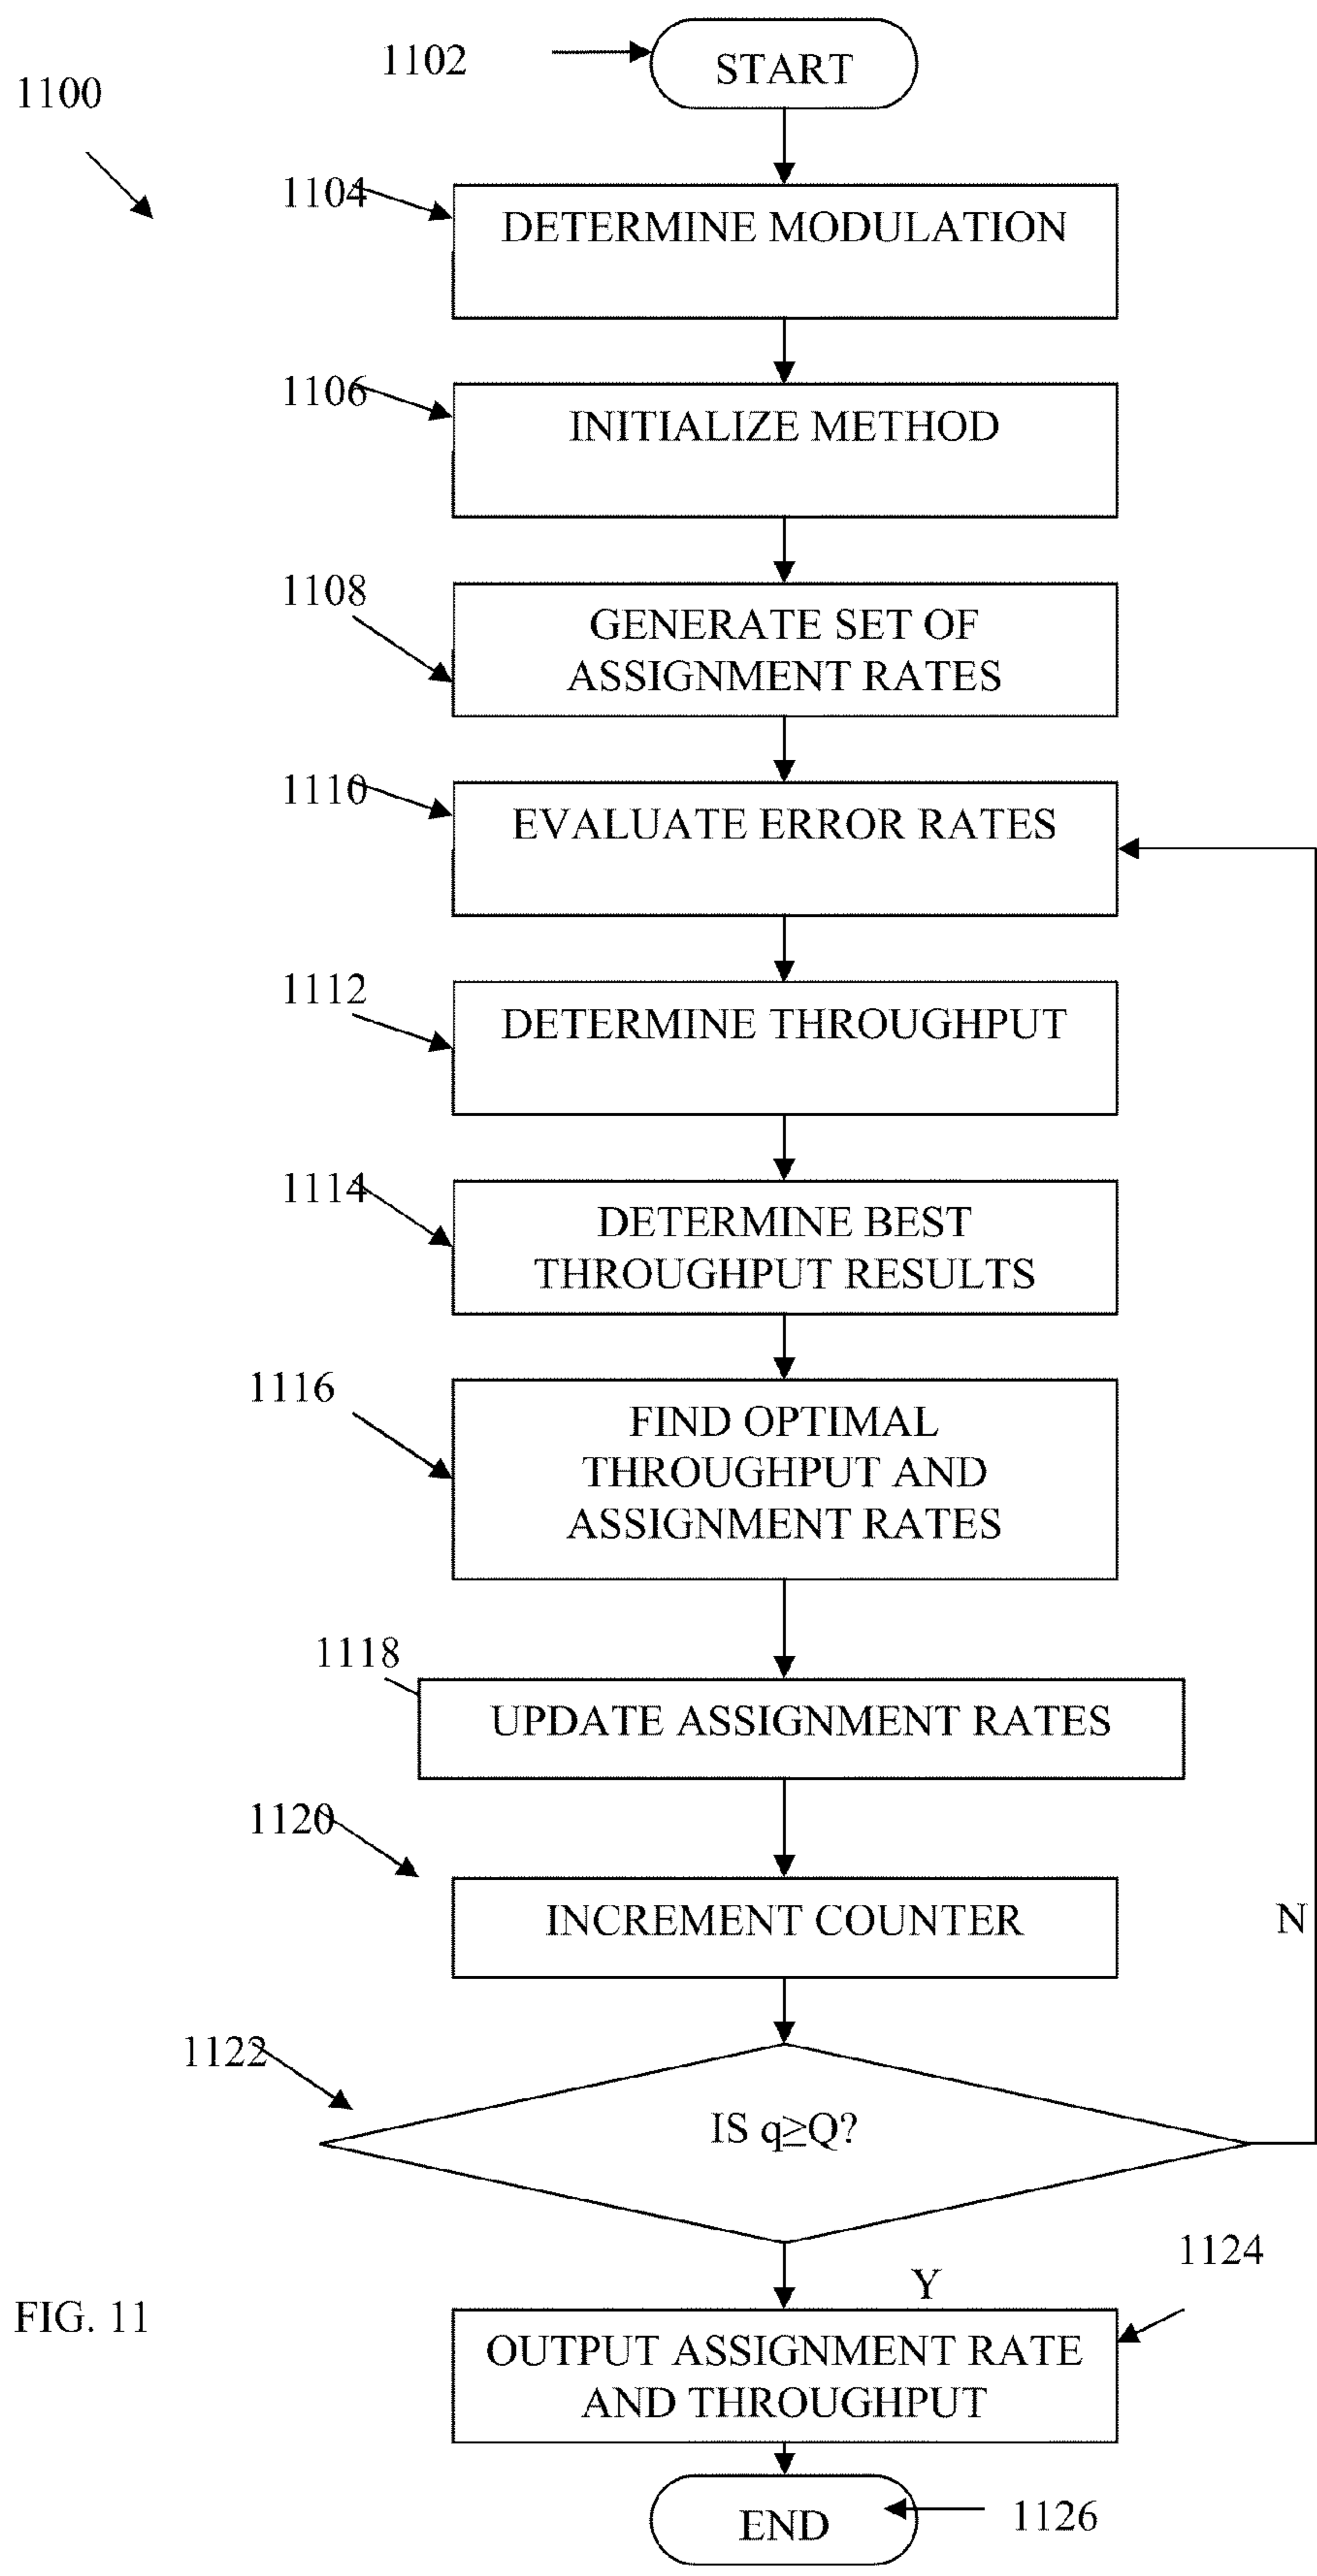 1102
START
1100
1104
DETERMINE MODULATION
1106
INITIALIZE METHOD
1108
GENERATE SET OF
ASSIGNMENT RATES
1110
EVALUATE ERROR RATES
1112
DETERMINE THROUGHPUT
1114
DETERMINE BEST
THROUGHPUT RESULTS
1116
FIND OPTIMAL
THROUGHPUT AND
ASSIGNMENT RATES
1118
UPDATE ASSIGNMENT RATES
1120
INCREMENT COUNTER
N
1122
IS q≥Q?
1124
Y
FIG. 11
OUTPUT ASSIGNMENT RATE
AND THROUGHPUT
END
1126